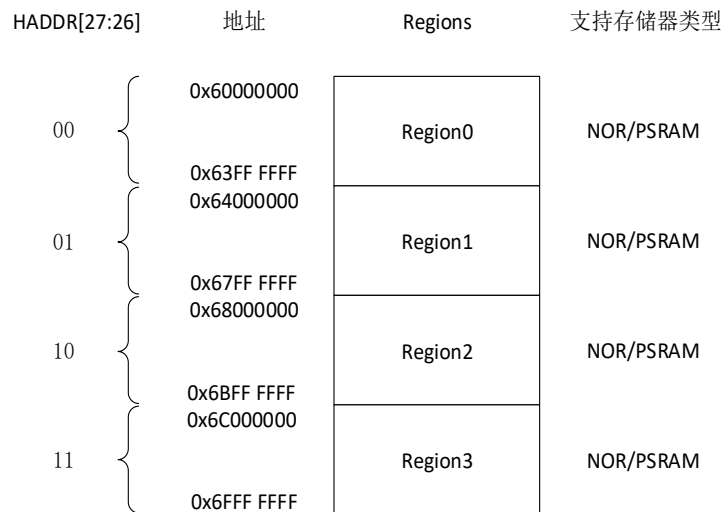 HADDR[27:26] 地址 Regions 支持存储器类型
0x60000000
00 Region0 NOR/PSRAM
0x63FF FFFF
0x64000000
01 Region1 NOR/PSRAM
0x67FF FFFF
0x68000000
10 Region2 NOR/PSRAM
0x6BFF FFFF
0x6C000000
11 Region3 NOR/PSRAM
0x6FFF FFFF